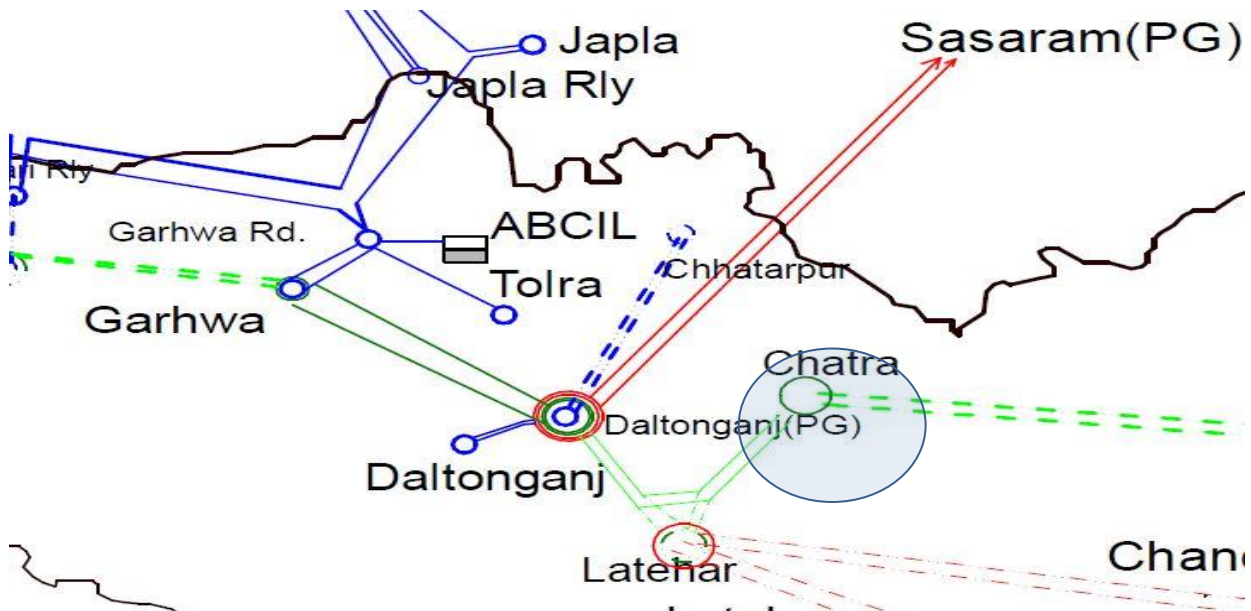 Japla
Sasaram(PG)
Japla Rly
Rly
Garhwa Rd.
ABCIL
Chhatarpur
Tolra
Garhwa
Chatra
Daltonganj(PG)
Daltonganj
Latehar